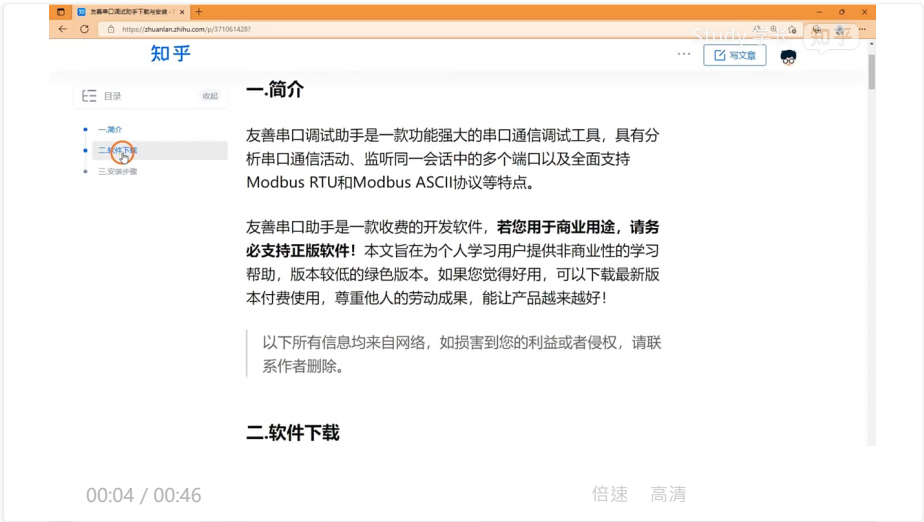 友善串口调试助手下载与安装 -
https://zhuanlan.zhihu.com/p/371061428?
Study 学长
知乎
知乎
写文章
目录
收起
一.简介
二.软件下载
三.安装步骤
一.简介
友善串口调试助手是一款功能强大的串口通信调试工具，具有分
析串口通信活动、监听同一会话中的多个端口以及全面支持
Modbus RTU和Modbus ASCII协议等特点。
友善串口助手是一款收费的开发软件，若您用于商业用途，请务
必支持正版软件！本文旨在为个人学习用户提供非商业性的学习
帮助，版本较低的绿色版本。如果您觉得好用，可以下载最新版
本付费使用，尊重他人的劳动成果，能让产品越来越好！
以下所有信息均来自网络，如损害到您的利益或者侵权，请联
系作者删除。
二.软件下载
00:04 / 00:46
倍速
高清